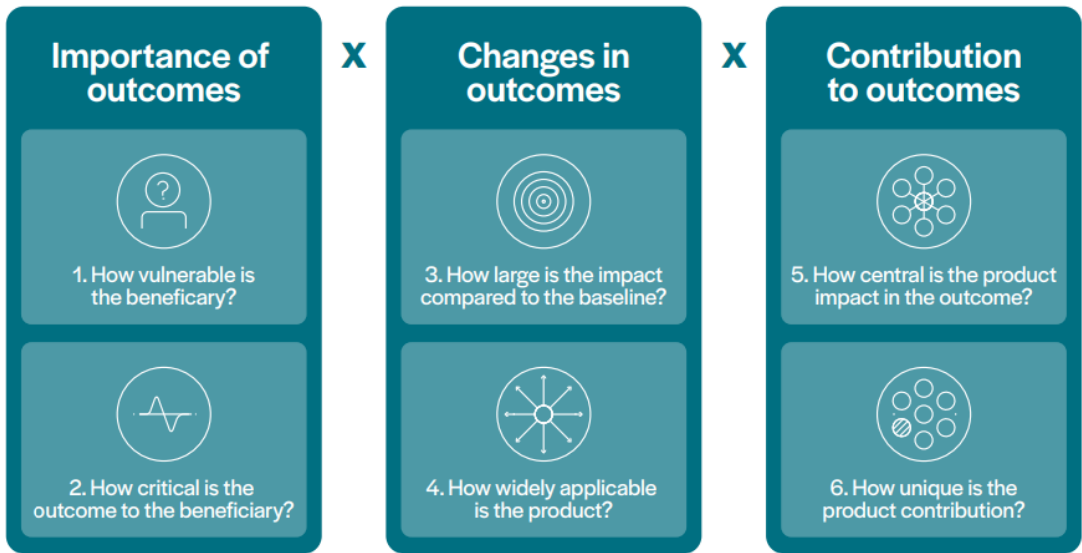 Importance of
outcomes
X
Changes in
outcomes
X
Contribution
to outcomes
?
1. How vulnerable is
the beneficary?
3. How large is the impact
compared to the baseline?
5. How central is the product
impact in the outcome?
2. How critical is the
outcome to the beneficiary?
4. How widely applicable
is the product?
6. How unique is the
product contribution?